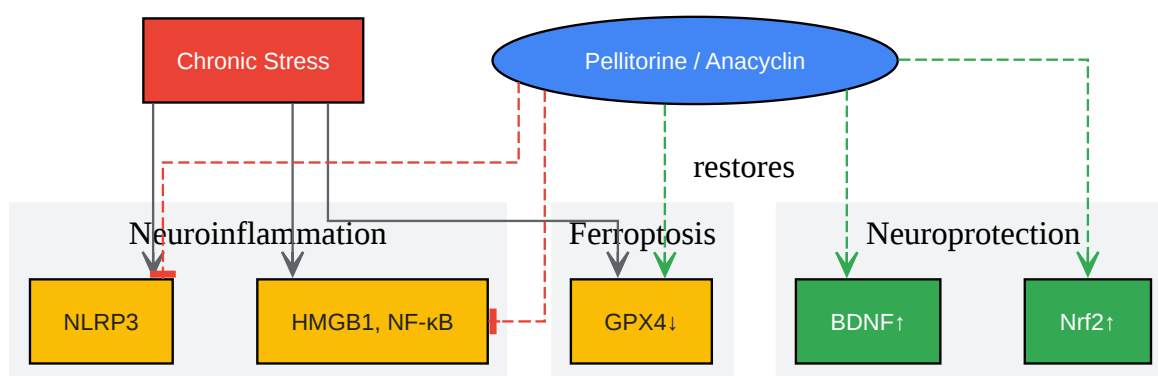 Chronic Stress
Pellitorine / Anacyclin
restores
Neuroinflammation
Ferroptosis
Neuroprotection
NLRP3
HMGB1, NF-κB
GPX4↓
BDNF↑
Nrf2↑